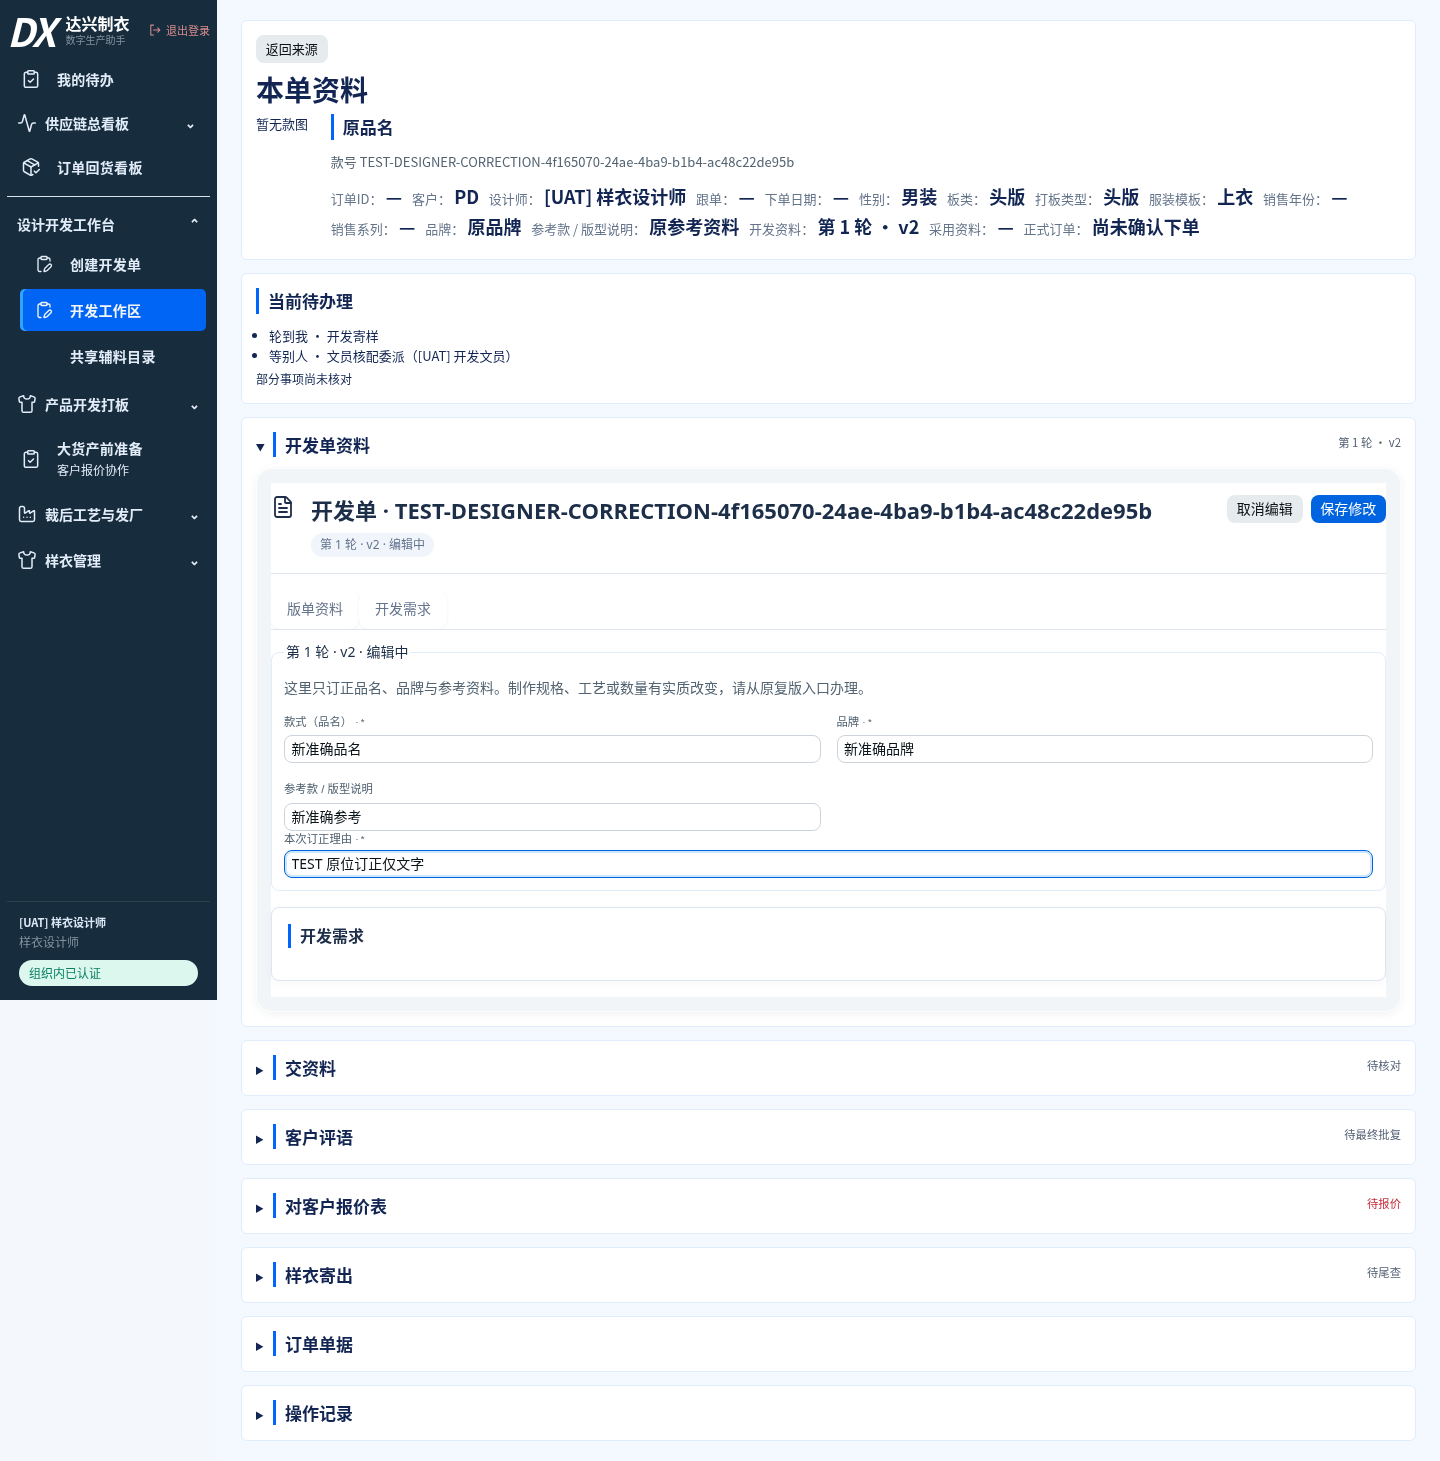 DX 达兴制衣
数字生产助手
退出登录
我的待办
供应链总看板
订单回货看板
设计开发工作台
创建开发单
开发工作区
共享辅料目录
产品开发打板
大货产前准备
客户报价协作
裁后工艺与发厂
样衣管理
[UAT] 样衣设计师
样衣设计师
组织内已认证
返回来源
本单资料
暂无款图
原品名
款号 TEST-DESIGNER-CORRECTION-4f165070-24ae-4ba9-b1b4-ac48c22de95b
订单ID： — 客户： PD 设计师： [UAT] 样衣设计师 跟单： — 下单日期： — 性别： 男装 板类： 头版 打板类型： 头版 服装模板： 上衣 销售年份： —
销售系列： — 品牌： 原品牌 参考款 / 版型说明： 原参考资料 开发资料： 第 1 轮 · v2 采用资料： — 正式订单： 尚未确认下单
当前待办理
轮到我 · 开发寄样
等别人 · 文员核配委派（[UAT] 开发文员）
部分事项尚未核对
开发单资料
第 1 轮 · v2
开发单 · TEST-DESIGNER-CORRECTION-4f165070-24ae-4ba9-b1b4-ac48c22de95b
取消编辑
保存修改
第 1 轮 · v2 · 编辑中
版单资料
开发需求
第 1 轮 · v2 · 编辑中
这里只订正品名、品牌与参考资料。制作规格、工艺或数量有实质改变，请从原复版入口办理。
款式（品名） · *
品牌 · *
新准确品名
新准确品牌
参考款 / 版型说明
新准确参考
本次订正理由 · *
TEST 原位订正仅文字
开发需求
交资料
待核对
客户评语
待最终批复
对客户报价表
待报价
样衣寄出
待尾查
订单单据
操作记录